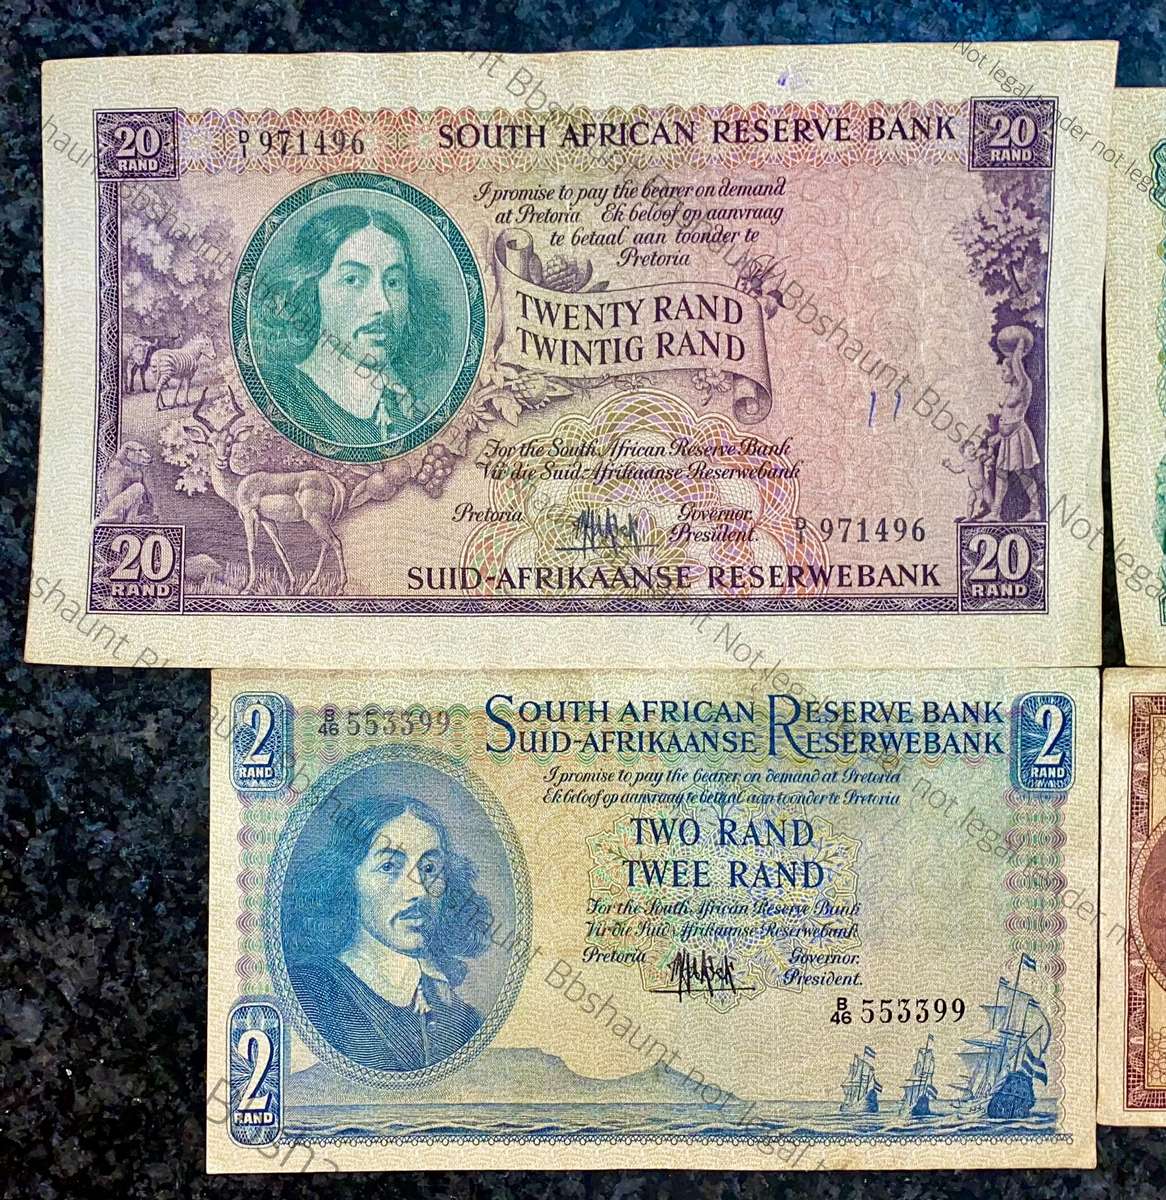 20 RAND
D/1 971496
SOUTH AFRICAN RESERVE BANK
20 RAND
I promise to pay the bearer on demand
at Pretoria Ek beloof op aanvraag
te betaal aan toonder te
Pretoria
TWENTY RAND
TWINTIG RAND
11
For the South African Reserve Bank
Vir die Suid-Afrikaanse Reserwebank
Pretoria
Governor.
President.
D/1 971496
20 RAND
SUID-AFRIKAANSE RESERWEBANK
20 RAND
2 RAND
B/46 553399
SOUTH AFRICAN RESERVE BANK
SUID-AFRIKAANSE RESERWEBANK
2 RAND
I promise to pay the bearer on demand at Pretoria
Ek beloof op aanvraag te betaal aan toonder te Pretoria
TWO RAND
TWEE RAND
For the South African Reserve Bank
Vir die Suid-Afrikaanse Reserwebank
Pretoria
Governor.
President.
B/46 553399
2 RAND
Bbshaunt Not legal tender not legal